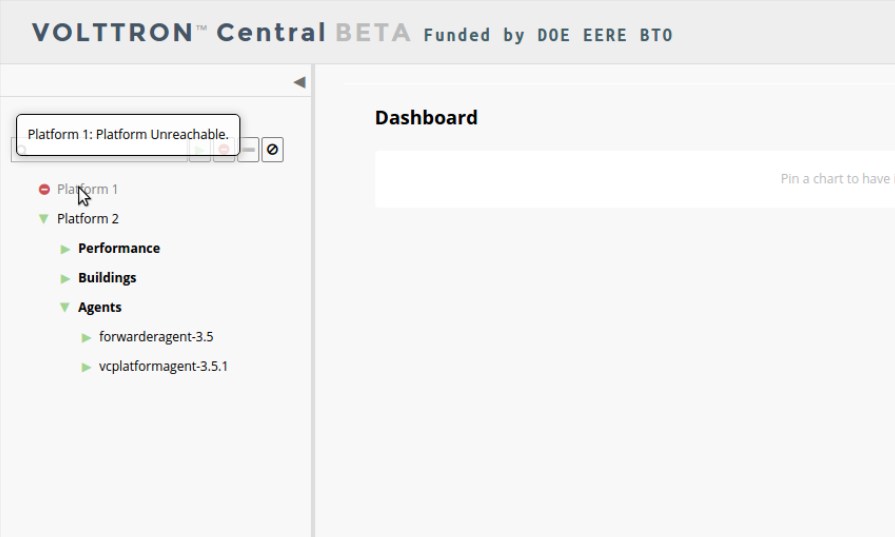 VOLTTRON™ Central BETA Funded by DOE EERE BTO
Platform 1: Platform Unreachable.
Platform 1
Platform 2
Performance
Buildings
Agents
forwarderagent-3.5
vcplatformagent-3.5.1
Dashboard
Pin a chart to have